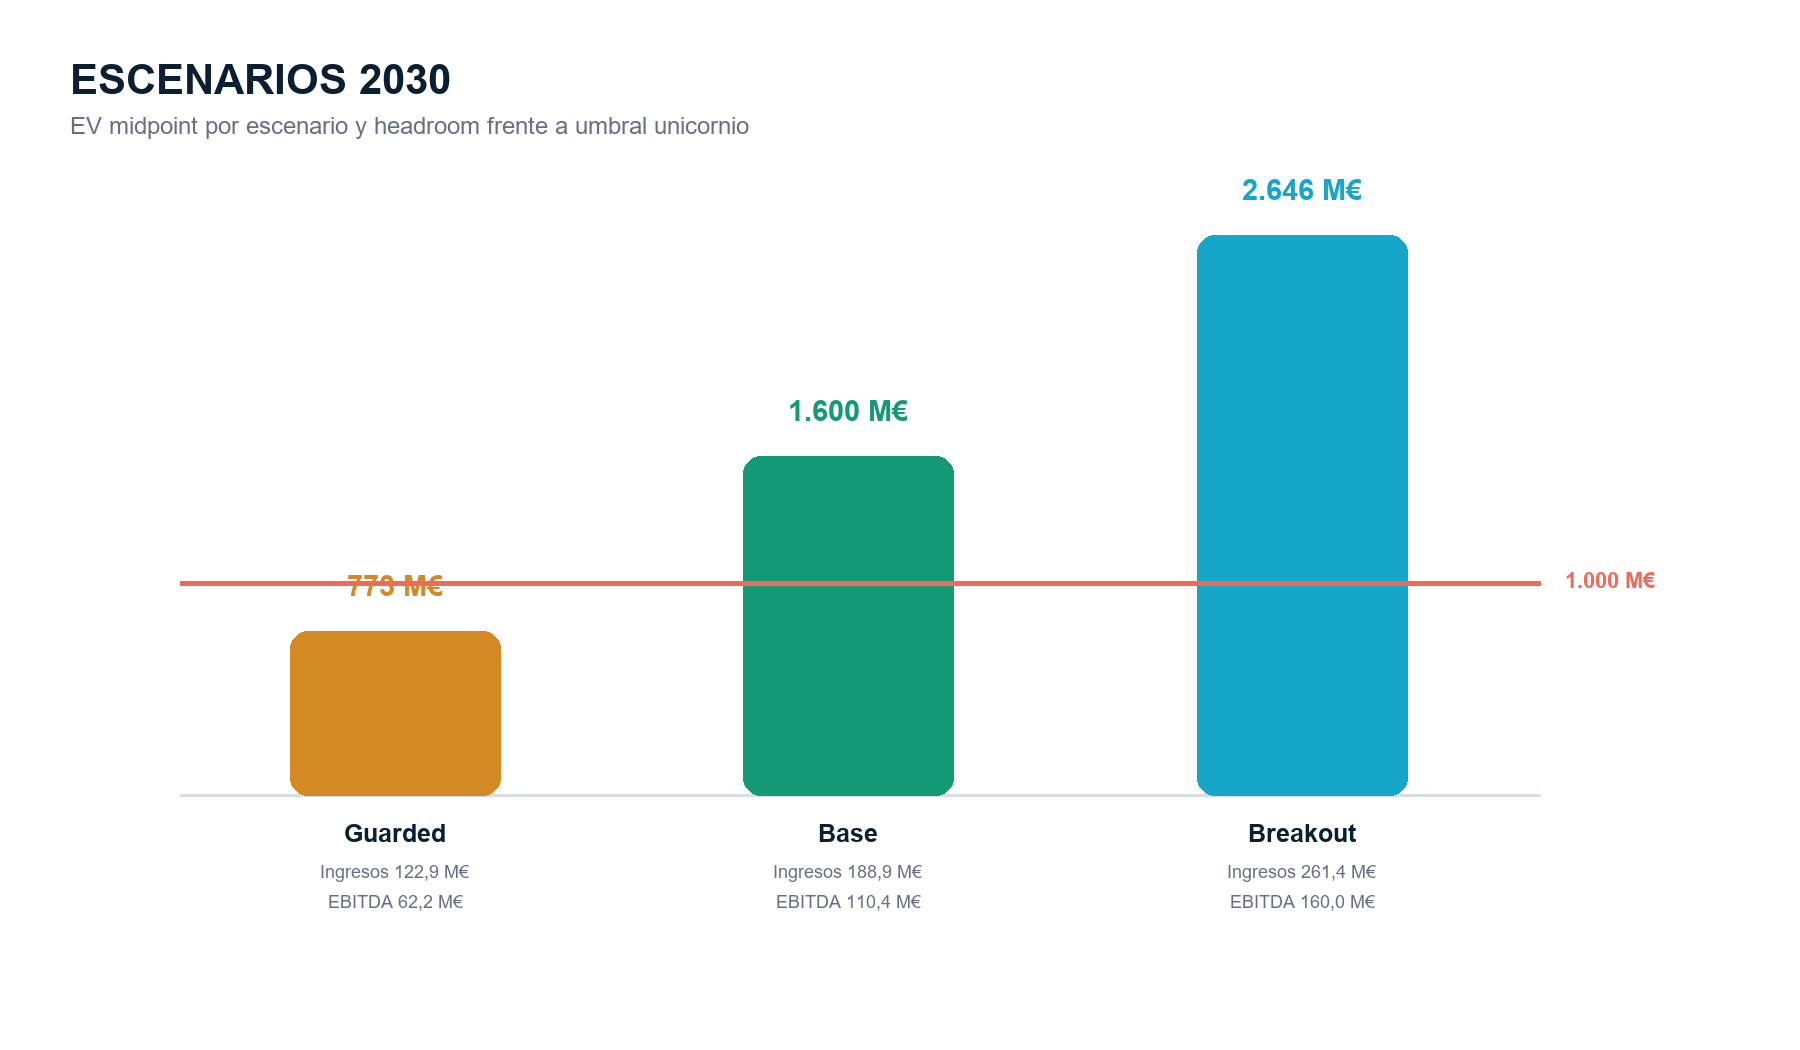 ESCENARIOS 2030
EV midpoint por escenario y headroom frente a umbral unicornio
2.646 M€
1.600 M€
773 M€
1.000 M€
Guarded
Base
Breakout
Ingresos 122,9 M€
Ingresos 188,9 M€
Ingresos 261,4 M€
EBITDA 62,2 M€
EBITDA 110,4 M€
EBITDA 160,0 M€